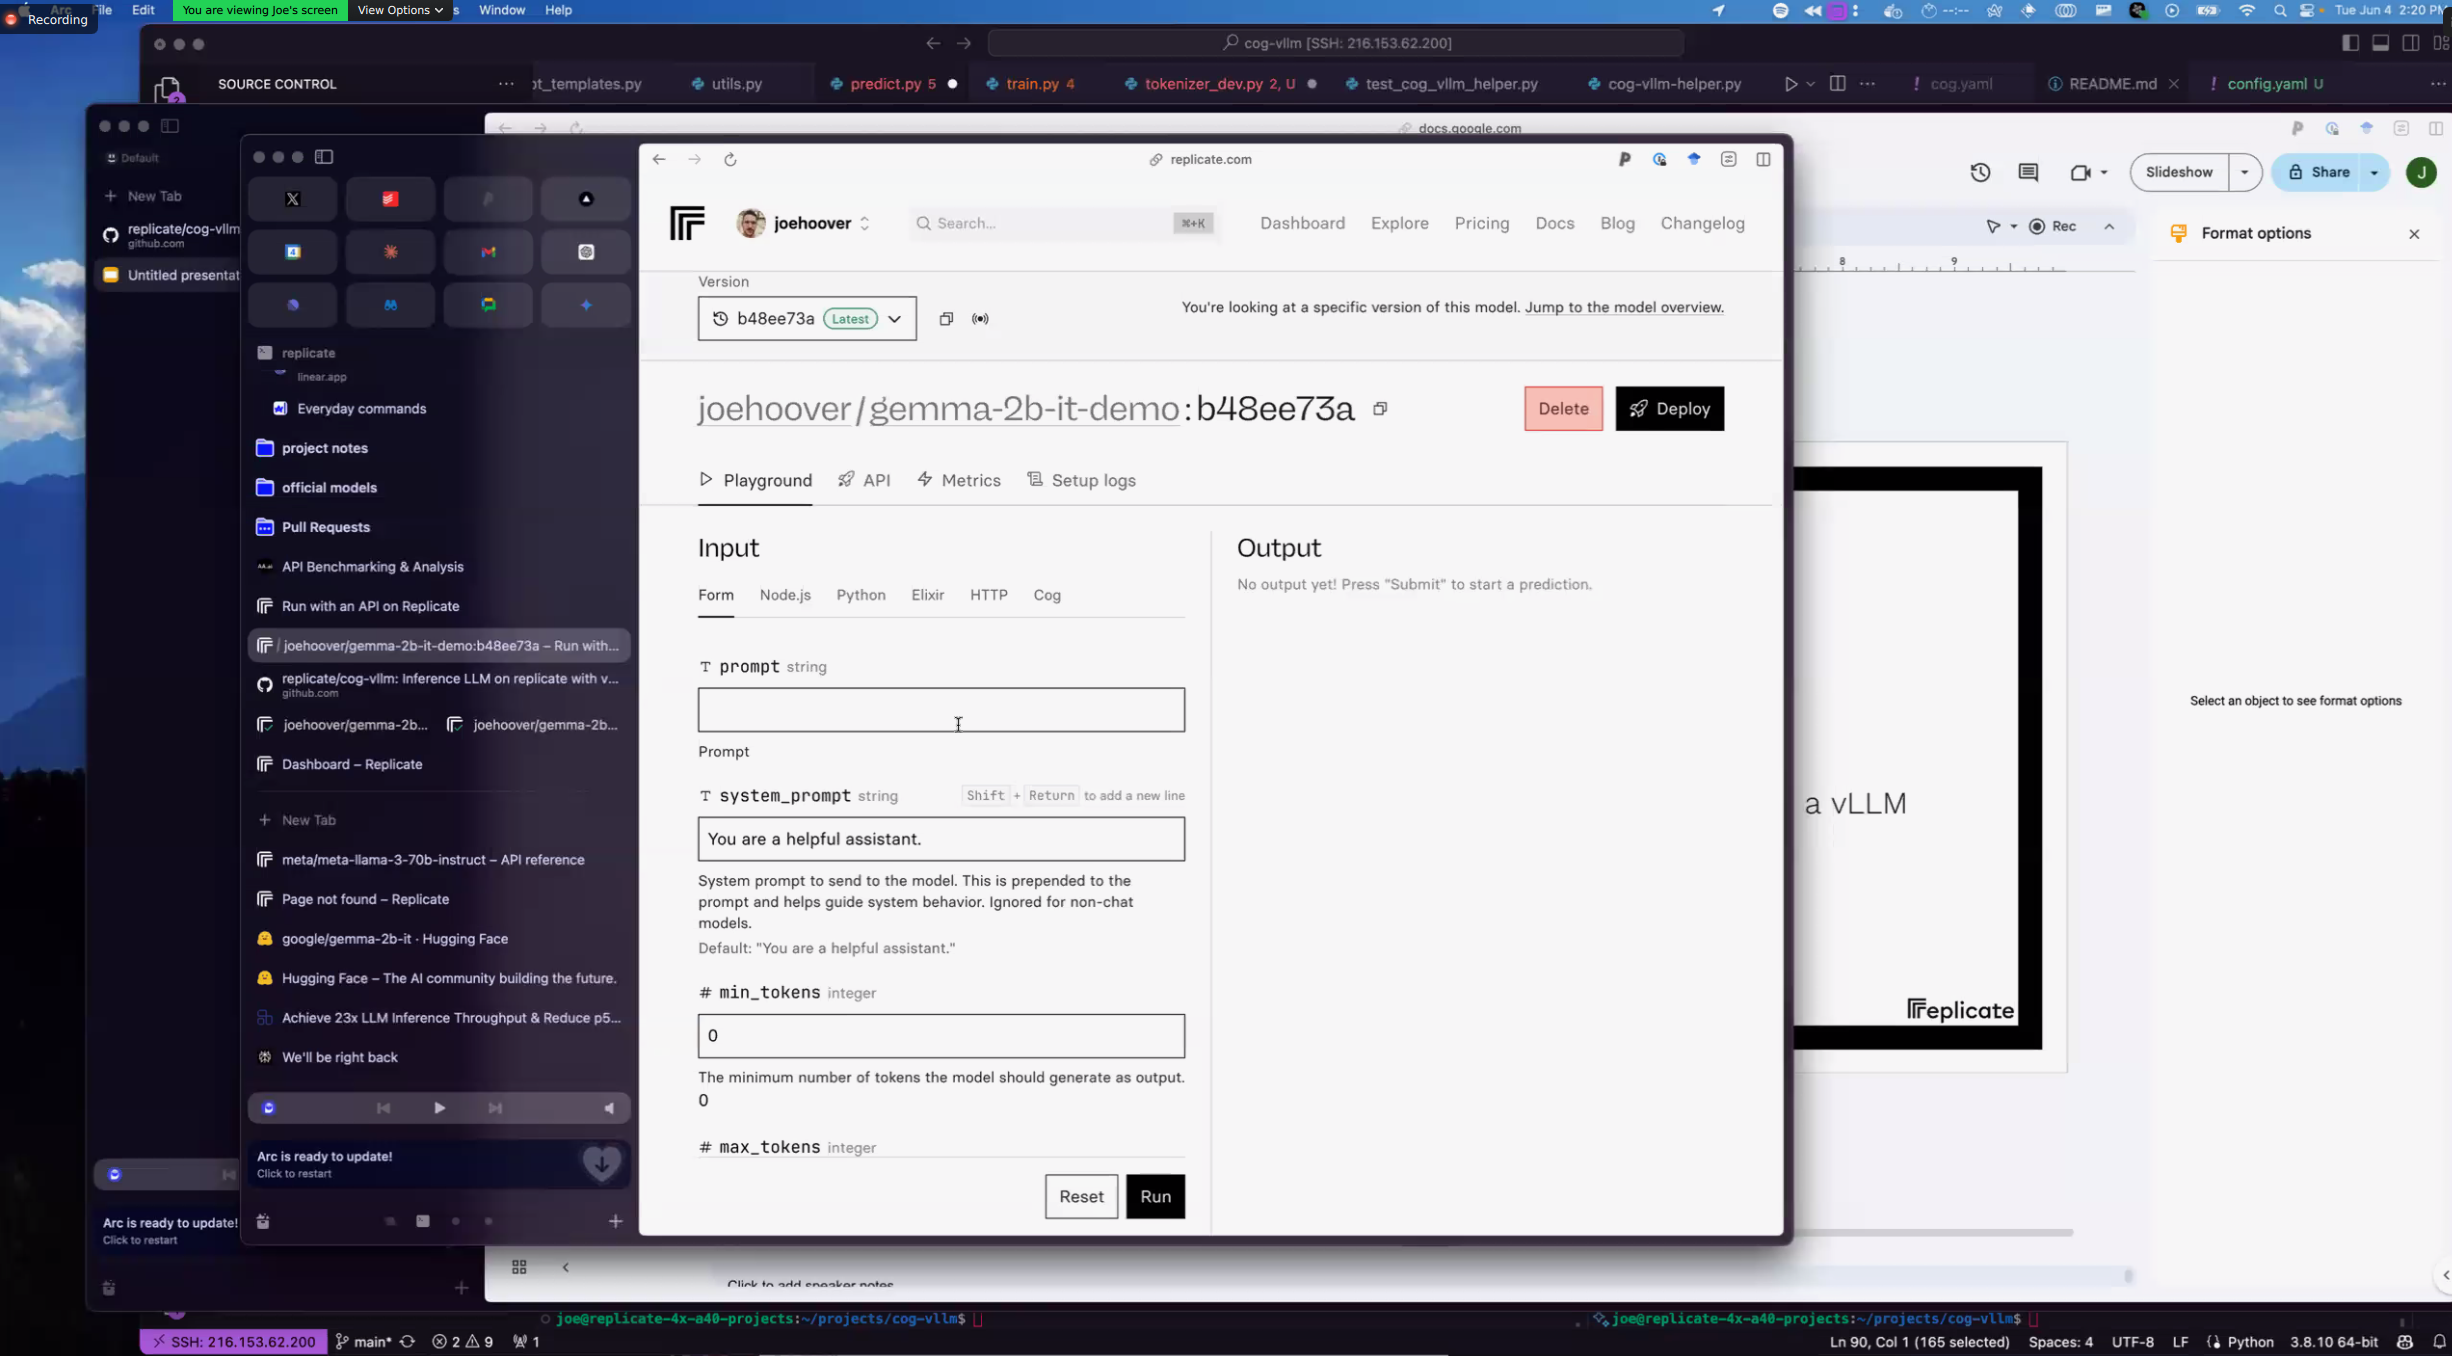 Recording
Arc File Edit
You are viewing Joe's screen
View Options
Window Help
Tue Jun 4 2:20 PM
cog-vllm [SSH: 216.153.62.200]
SOURCE CONTROL
pt_templates.py
utils.py
predict.py 5
train.py 4
tokenizer_dev.py 2, U
test_cog_vllm_helper.py
cog-vllm-helper.py
cog.yaml
README.md
config.yaml U
docs.google.com
Default
New Tab
replicate/cog-vllm
github.com
Untitled presentat
replicate.com
joehoover
Search...
⌘+K
Dashboard
Explore
Pricing
Docs
Blog
Changelog
Slideshow
Share
J
Rec
Format options
8
9
Select an object to see format options
a vLLM
replicate
Version
b48ee73a Latest
You're looking at a specific version of this model. Jump to the model overview.
joehoover/gemma-2b-it-demo:b48ee73a
Delete
Deploy
Playground
API
Metrics
Setup logs
Input
Form
Node.js
Python
Elixir
HTTP
Cog
prompt string
Prompt
system_prompt string
Shift + Return to add a new line
You are a helpful assistant.
System prompt to send to the model. This is prepended to the
prompt and helps guide system behavior. Ignored for non-chat
models.
Default: "You are a helpful assistant."
# min_tokens integer
0
The minimum number of tokens the model should generate as output.
0
# max_tokens integer
Reset
Run
Output
No output yet! Press "Submit" to start a prediction.
replicate
linear.app
Everyday commands
project notes
official models
Pull Requests
API Benchmarking & Analysis
Run with an API on Replicate
joehoover/gemma-2b-it-demo:b48ee73a – Run with...
replicate/cog-vllm: Inference LLM on replicate with v...
github.com
joehoover/gemma-2b...
joehoover/gemma-2b...
Dashboard – Replicate
New Tab
meta/meta-llama-3-70b-instruct – API reference
Page not found – Replicate
google/gemma-2b-it · Hugging Face
Hugging Face – The AI community building the future.
Achieve 23x LLM Inference Throughput & Reduce p5...
We'll be right back
Arc is ready to update!
Click to restart
Arc is ready to update!
Click to restart
Click to add speaker notes
joe@replicate-4x-a40-projects:~/projects/cog-vllm$
joe@replicate-4x-a40-projects:~/projects/cog-vllm$
SSH: 216.153.62.200
main*
2
9
1
Ln 90, Col 1 (165 selected)
Spaces: 4
UTF-8
LF
Python
3.8.10 64-bit